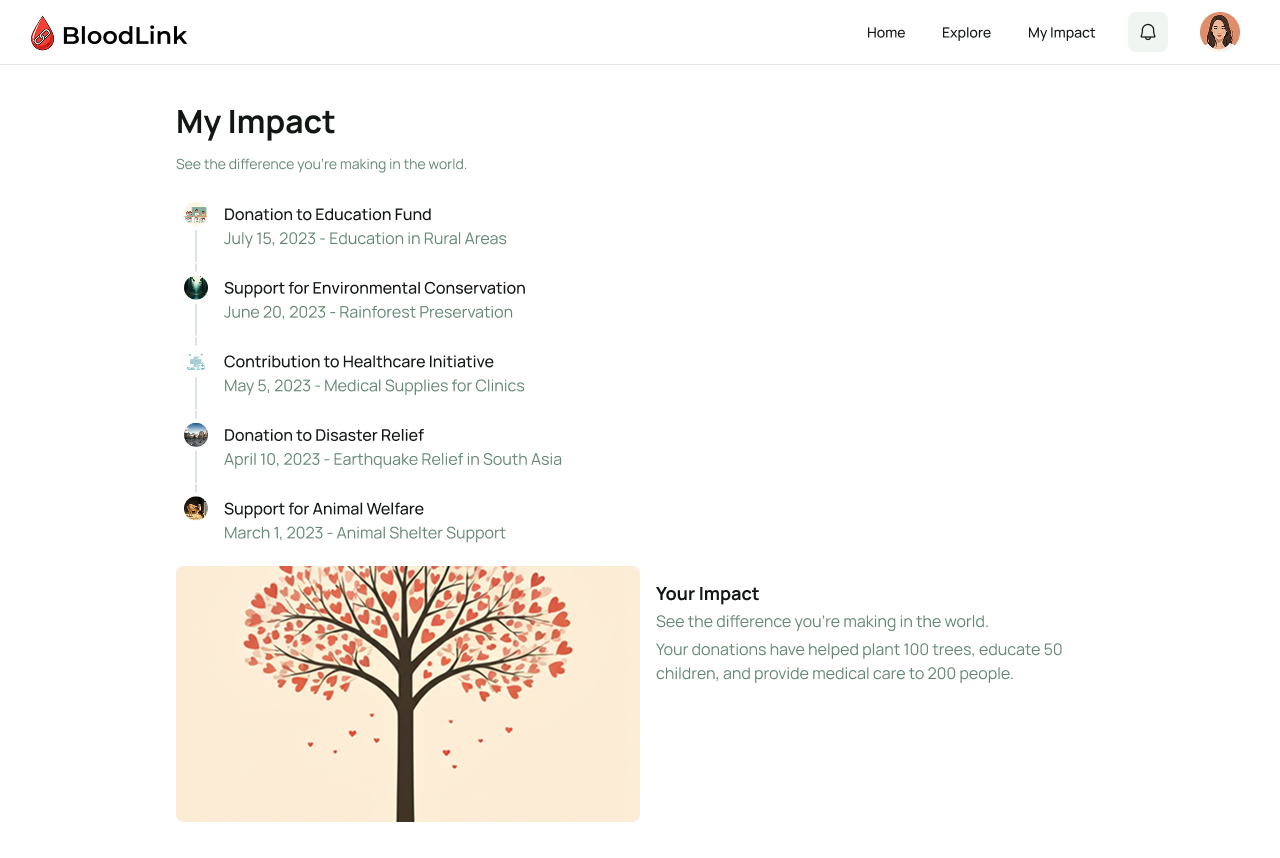 BloodLink
Home
Explore
My Impact
My Impact
See the difference you're making in the world.
Donation to Education Fund
July 15, 2023 - Education in Rural Areas
Support for Environmental Conservation
June 20, 2023 - Rainforest Preservation
Contribution to Healthcare Initiative
May 5, 2023 - Medical Supplies for Clinics
Donation to Disaster Relief
April 10, 2023 - Earthquake Relief in South Asia
Support for Animal Welfare
March 1, 2023 - Animal Shelter Support
Your Impact
See the difference you're making in the world.
Your donations have helped plant 100 trees, educate 50
children, and provide medical care to 200 people.